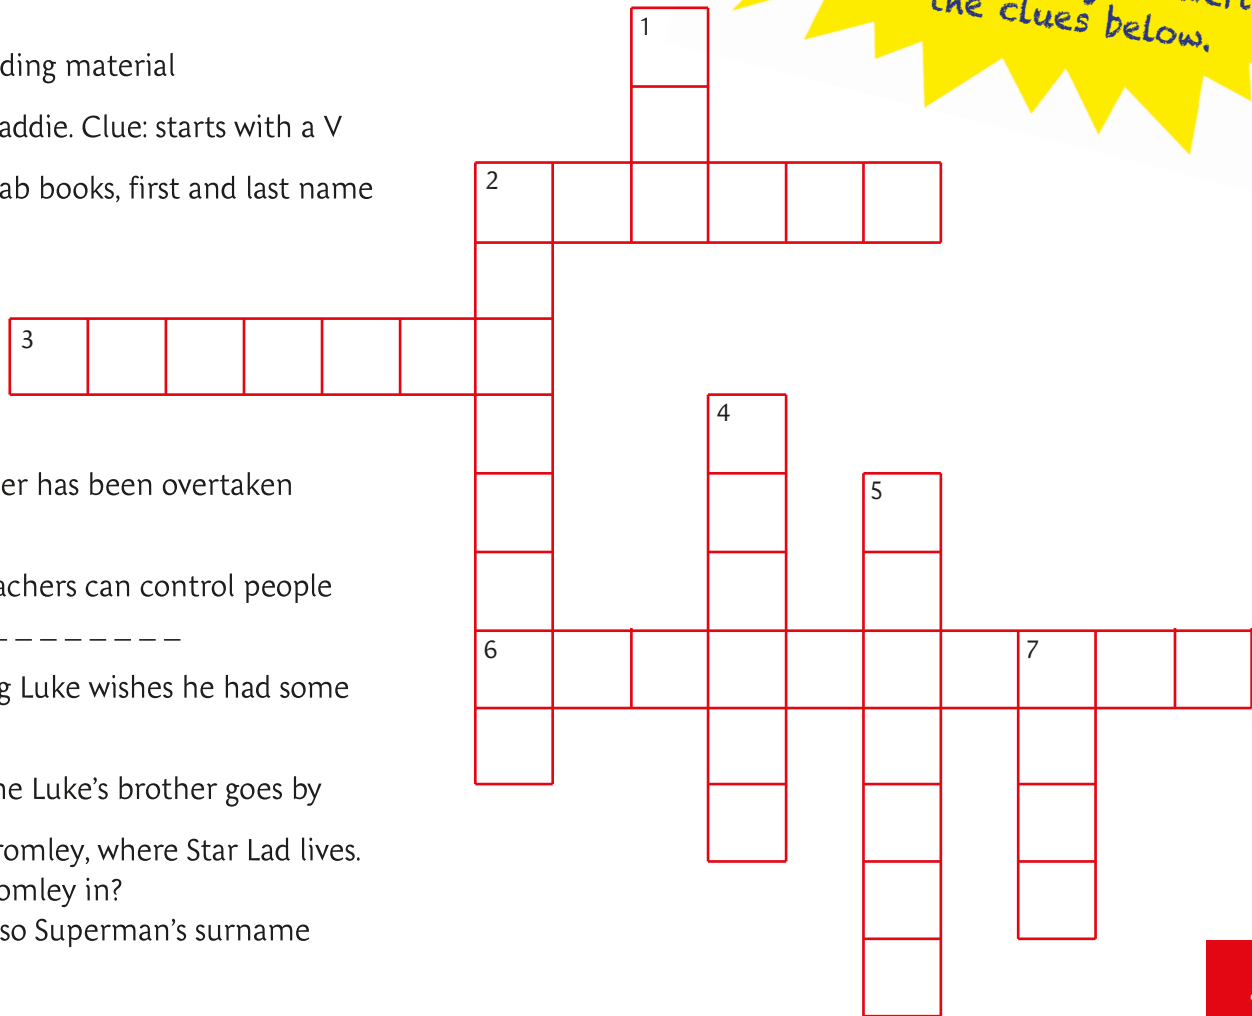 the clues below.
1
ding material
addie. Clue: starts with a V
2
ab books, first and last name
3
4
er has been overtaken
5
achers can control people
_ _ _ _ _ _ _ _ _
6 7
g Luke wishes he had some
ne Luke’s brother goes by
romley, where Star Lad lives.
omley in?
so Superman’s surname